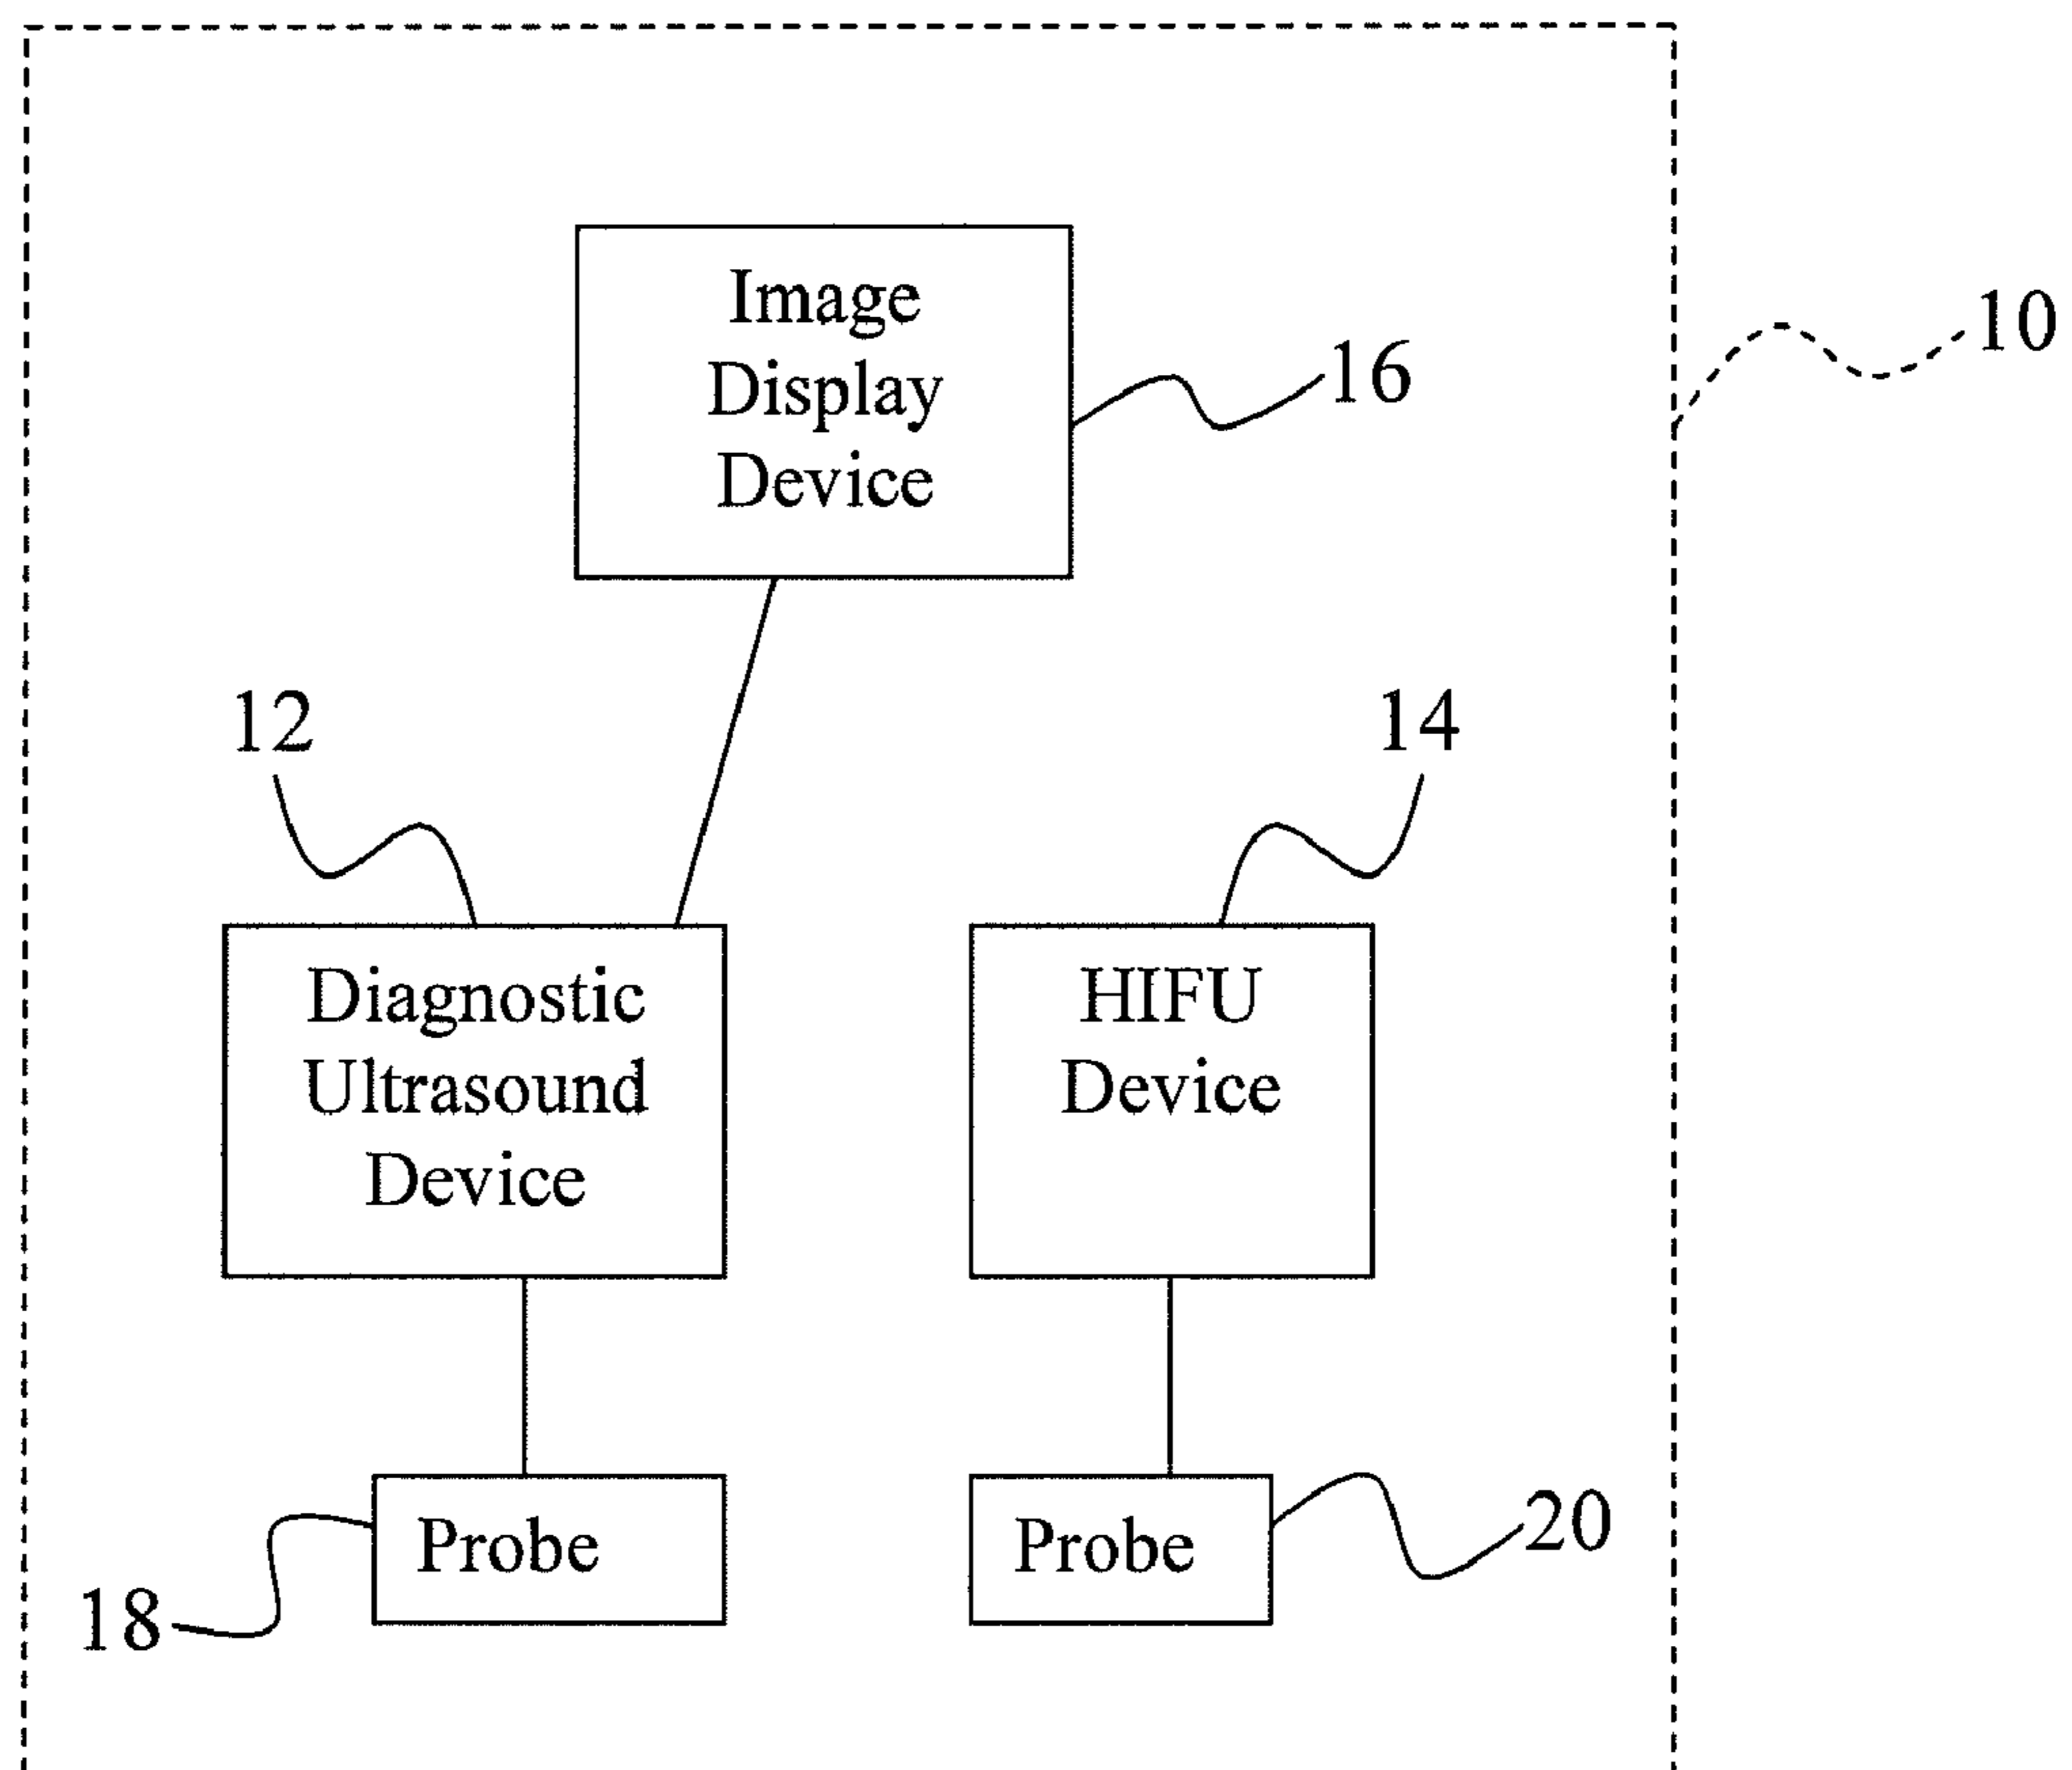 Image
Display
Device
16
10
12
14
Diagnostic
Ultrasound
Device
HIFU
Device
Probe
Probe
18
20